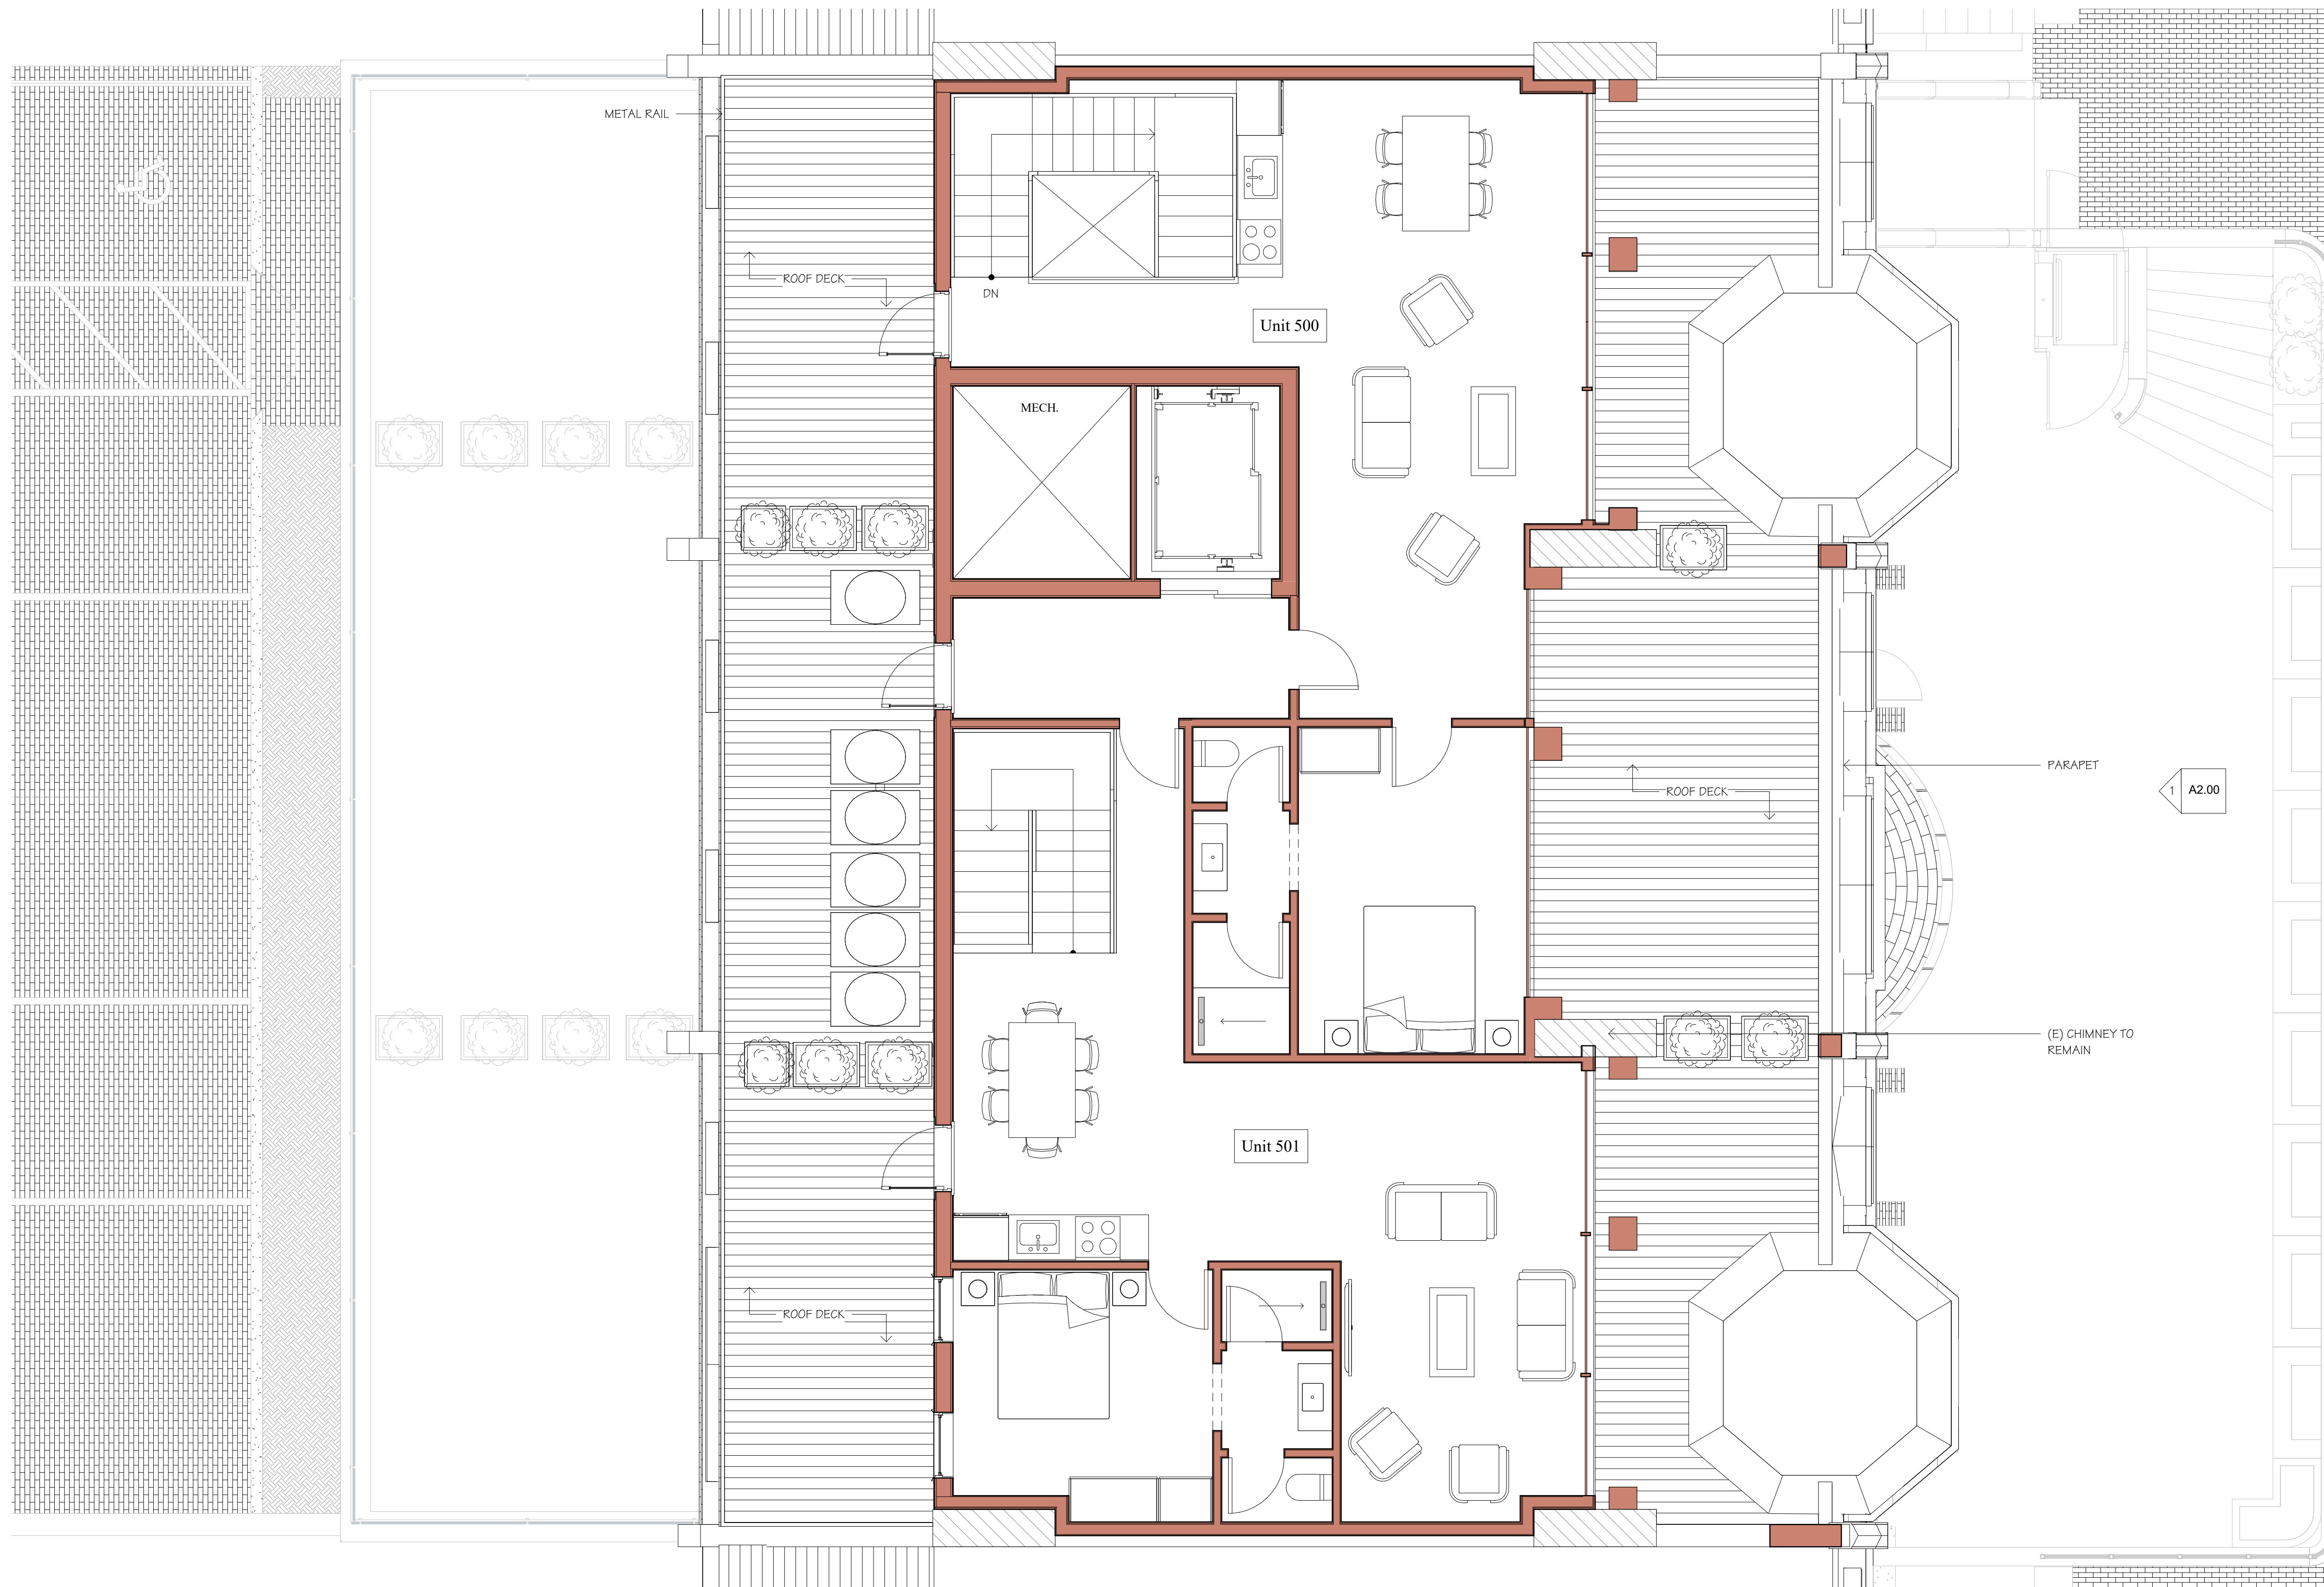 METAL RAIL
ROOF DECK
DN
Unit 500
MECH.
PARAPET
ROOF DECK
1
A2.00
(E) CHIMNEY TO
REMAIN
Unit 501
ROOF DECK